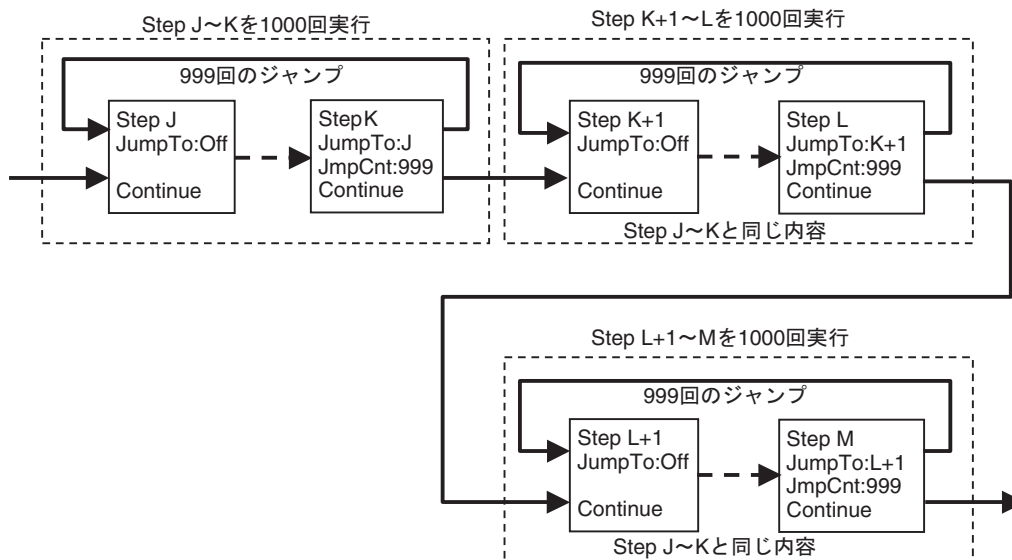 Step J～Kを1000回実行
999回のジャンプ
Step J
JumpTo:Off
Continue
StepK
JumpTo:J
JmpCnt:999
Continue
Step K+1～Lを1000回実行
999回のジャンプ
Step K+1
JumpTo:Off
Continue
Step L
JumpTo:K+1
JmpCnt:999
Continue
Step J～Kと同じ内容
Step L+1～Mを1000回実行
999回のジャンプ
Step L+1
JumpTo:Off
Continue
Step M
JumpTo:L+1
JmpCnt:999
Continue
Step J～Kと同じ内容